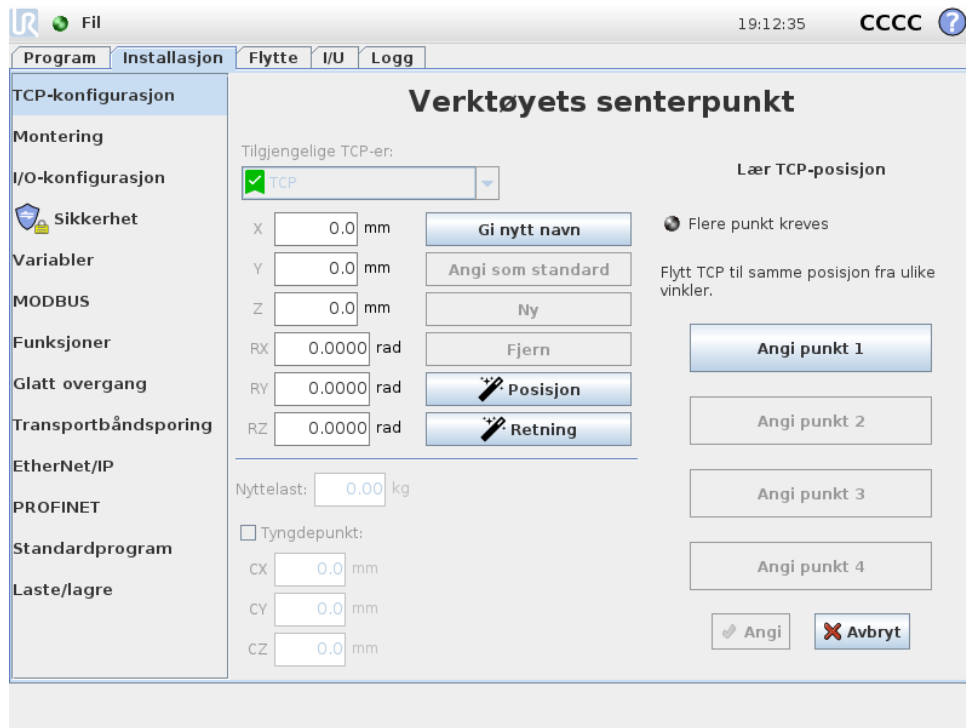 UR Fil 19:12:35 CCCC ?
Program Installasjon Flytte I/U Logg
TCP-konfigurasjon
Montering
I/O-konfigurasjon
Sikkerhet
Variabler
MODBUS
Funksjoner
Glatt overgang
Transportbåndsporing
EtherNet/IP
PROFINET
Standardprogram
Laste/lagre
Verktøyets senterpunkt
Tilgjengelige TCP-er:
TCP
X 0.0 mm
Y 0.0 mm
Z 0.0 mm
RX 0.0000 rad
RY 0.0000 rad
RZ 0.0000 rad
Gi nytt navn
Angi som standard
Ny
Fjern
Posisjon
Retning
Nyttelast: 0.00 kg
Tyngdepunkt:
CX 0.0 mm
CY 0.0 mm
CZ 0.0 mm
Lær TCP-posisjon
Flere punkt kreves
Flytt TCP til samme posisjon fra ulike
vinkler.
Angi punkt 1
Angi punkt 2
Angi punkt 3
Angi punkt 4
Angi Avbryt